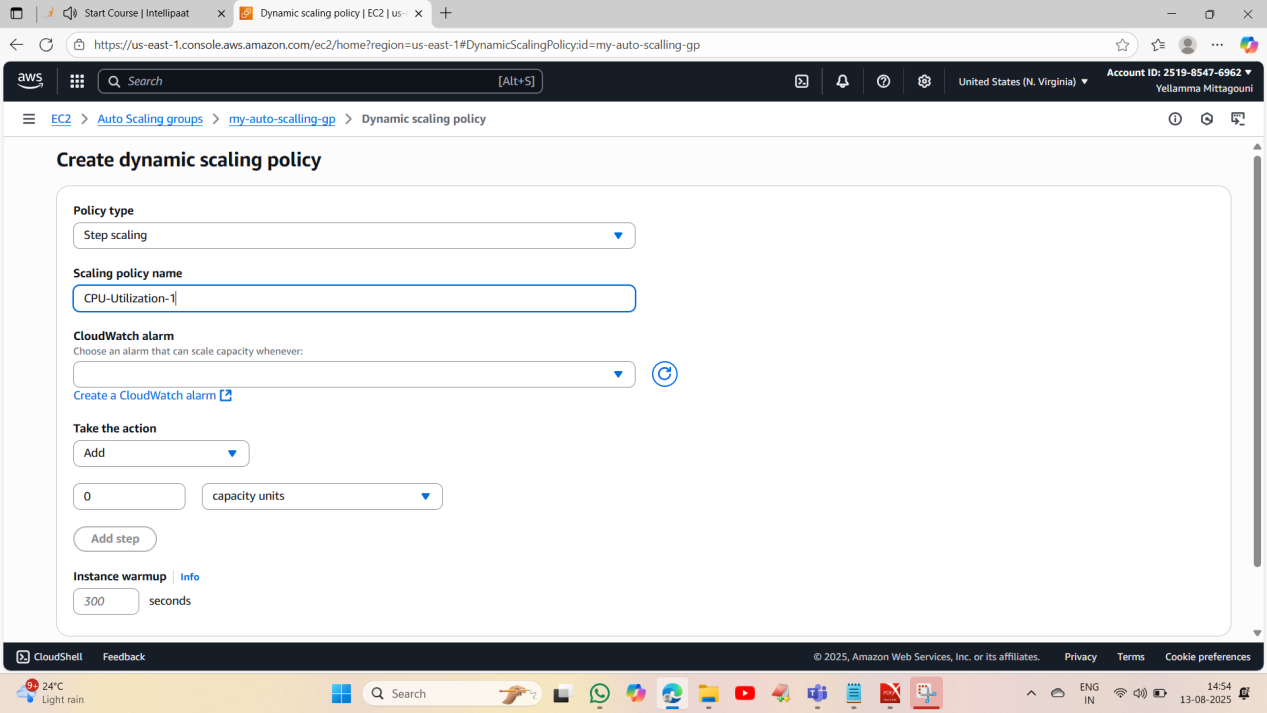 Start Course | Intellipaat
Dynamic scaling policy | EC2 | us-
https://us-east-1.console.aws.amazon.com/ec2/home?region=us-east-1#DynamicScalingPolicy:id=my-auto-scalling-gp
aws
Search [Alt+S]
United States (N. Virginia)
Account ID: 2519-8547-6962
Yellamma Mittagouni
EC2 > Auto Scaling groups > my-auto-scalling-gp > Dynamic scaling policy
Create dynamic scaling policy
Policy type
Step scaling
Scaling policy name
CPU-Utilization-1
CloudWatch alarm
Choose an alarm that can scale capacity whenever:
Create a CloudWatch alarm
Take the action
Add
0 capacity units
Add step
Instance warmup | Info
300 seconds
CloudShell Feedback © 2025, Amazon Web Services, Inc. or its affiliates. Privacy Terms Cookie preferences
9+
24°C
Light rain
Search
PDF
ENG
IN
14:54
13-08-2025